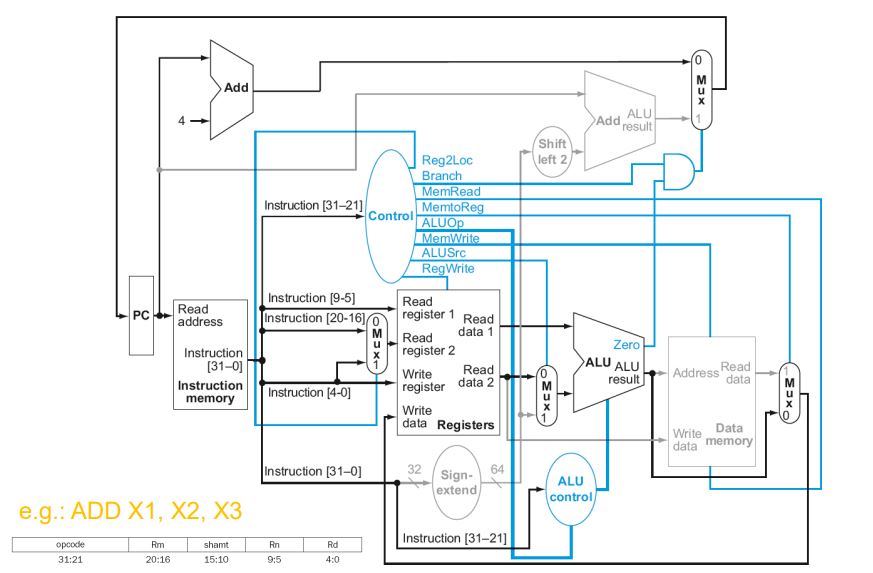 0
Add
M
u
x
ALU
Add
result
4
1
Shift
left 2
Reg2Loc
Branch
MemRead
Instruction [31–21]
MemtoReg
Control
ALUOp
MemWrite
ALUSrc
RegWrite
Instruction [9-5]
PC
Read
address
Read
register 1
Instruction [20-16]
0
M
u
x
1
Read
data 1
Read
register 2
Zero
Instruction
[31–0]
ALU
ALU
result
Address
Read
data
1
M
u
x
0
Write
register
Read
data 2
0
M
u
x
1
Instruction
memory
Instruction [4-0]
Write
data
Registers
Write
data
Data
memory
Instruction [31–0]
32
Sign-
extend
64
ALU
control
e.g.: ADD X1, X2, X3
Instruction [31–21]
opcode Rm shamt Rn Rd
31:21 20:16 15:10 9:5 4:0